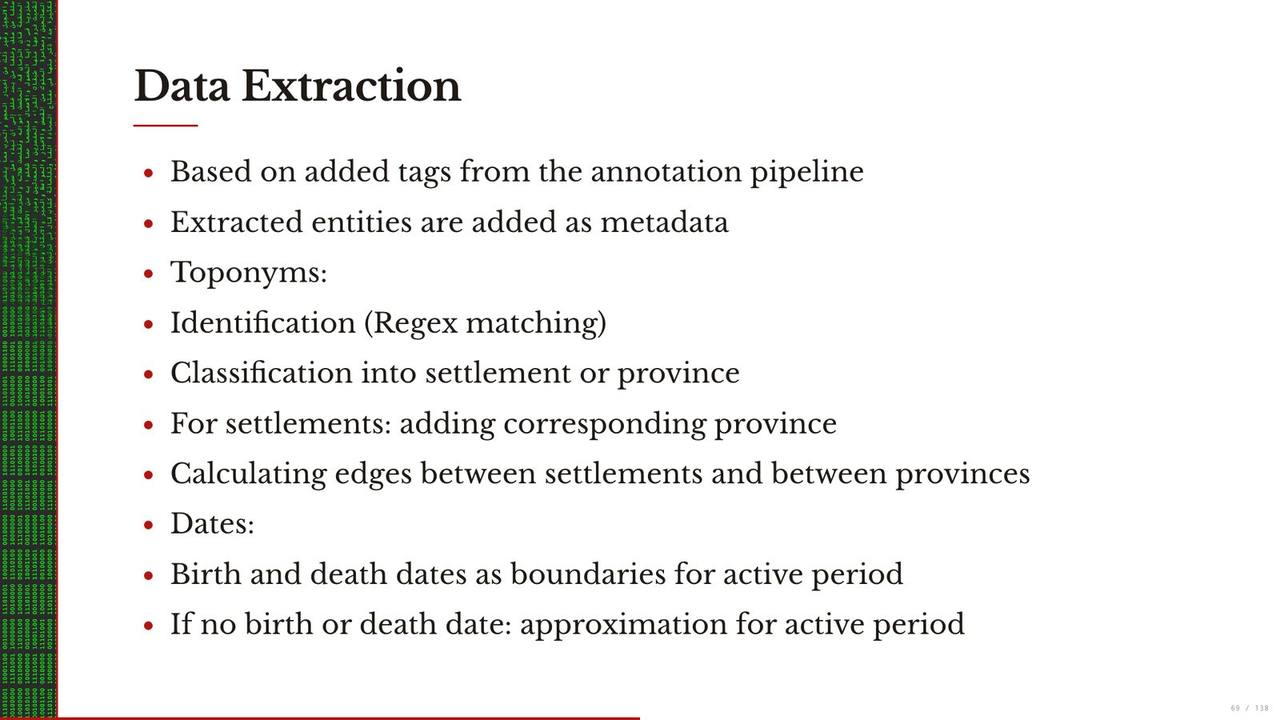 Data Extraction
• Based on added tags from the annotation pipeline
• Extracted entities are added as metadata
• Toponyms:
• Identification (Regex matching)
• Classification into settlement or province
• For settlements: adding corresponding province
• Calculating edges between settlements and between provinces
• Dates:
• Birth and death dates as boundaries for active period
• If no birth or death date: approximation for active period
69 / 138